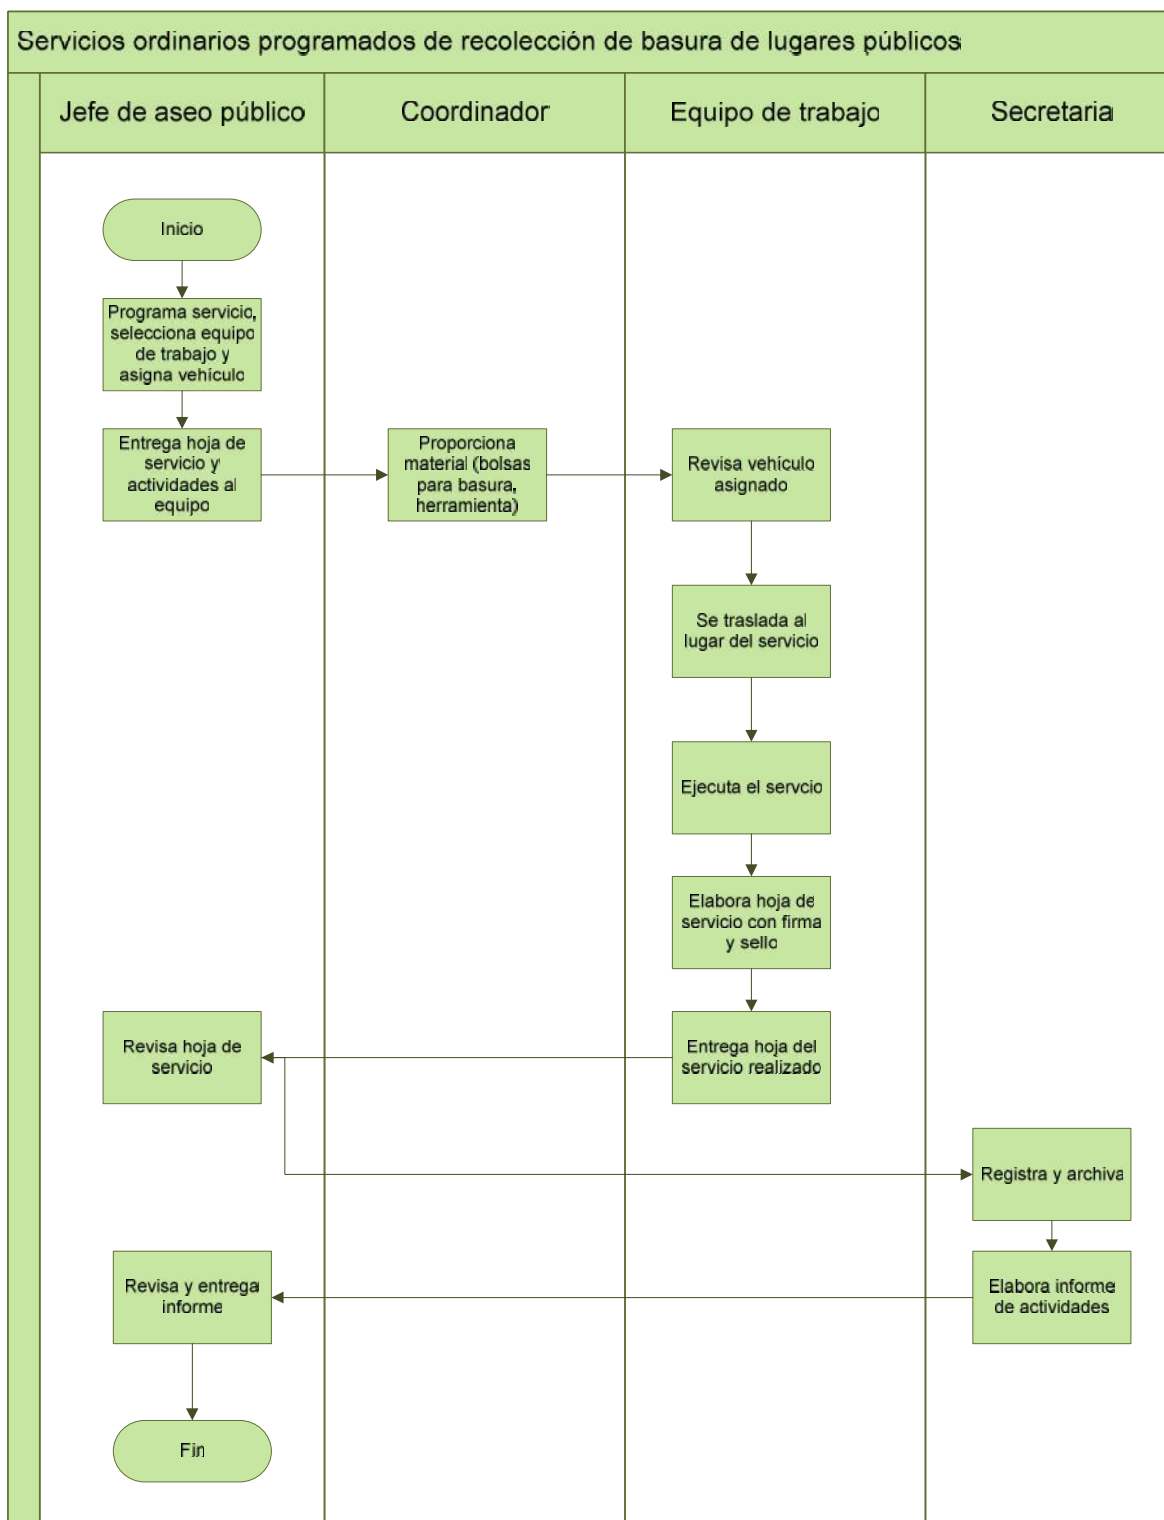 Servicios ordinarios programados de recolección de basura de lugares públicos
Jefe de aseo público
Coordinador
Equipo de trabajo
Secretaria
Inicio
Programa servicio,
selecciona equipo
de trabajo y
asigna vehículo
Entrega hoja de
servicio y
actividades al
equipo
Proporciona
material (bolsas
para basura,
herramienta)
Revisa vehículo
asignado
Se traslada al
lugar del servicio
Ejecuta el servcio
Elabora hoja de
servicio con firma
y sello
Entrega hoja del
servicio realizado
Revisa hoja de
servicio
Registra y archiva
Elabora informe
de actividades
Revisa y entrega
informe
Fin